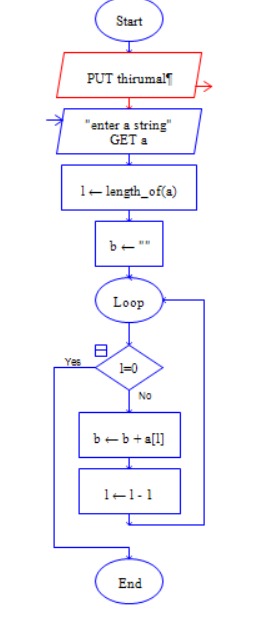 Start
PUT thirumal¶
"enter a string"
GET a
l ← length_of(a)
b ← ""
Loop
Yes
l=0
No
b ← b + a[l]
l ← l - 1
End